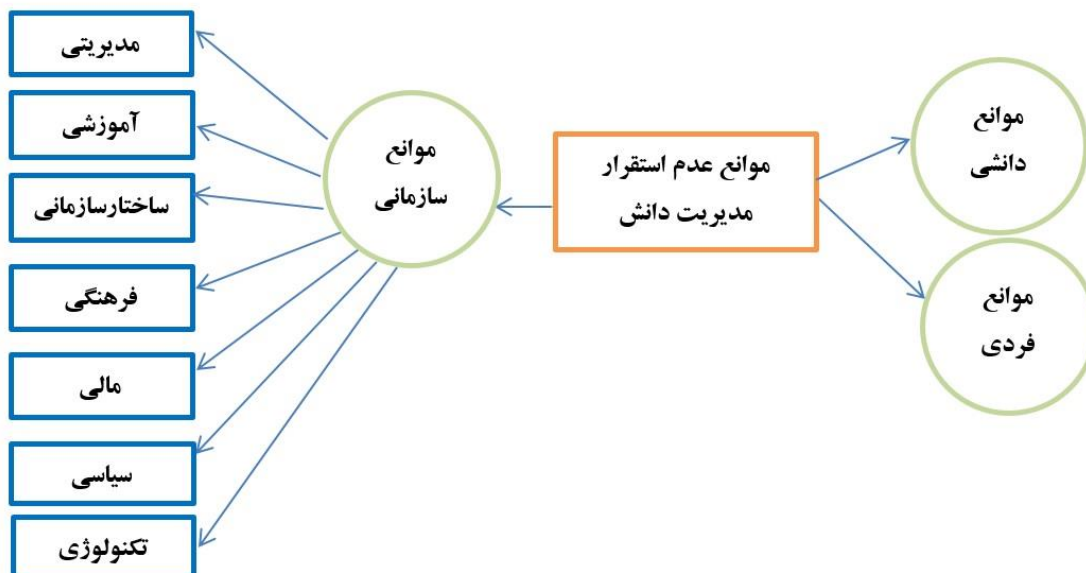 موانع عدم استقرار
مدیریت دانش
موانع
دانشی
موانع
فردی
موانع
سازمانی
مدیریتی
آموزشی
ساختارسازمانی
فرهنگی
مالی
سیاسی
تکنولوژی